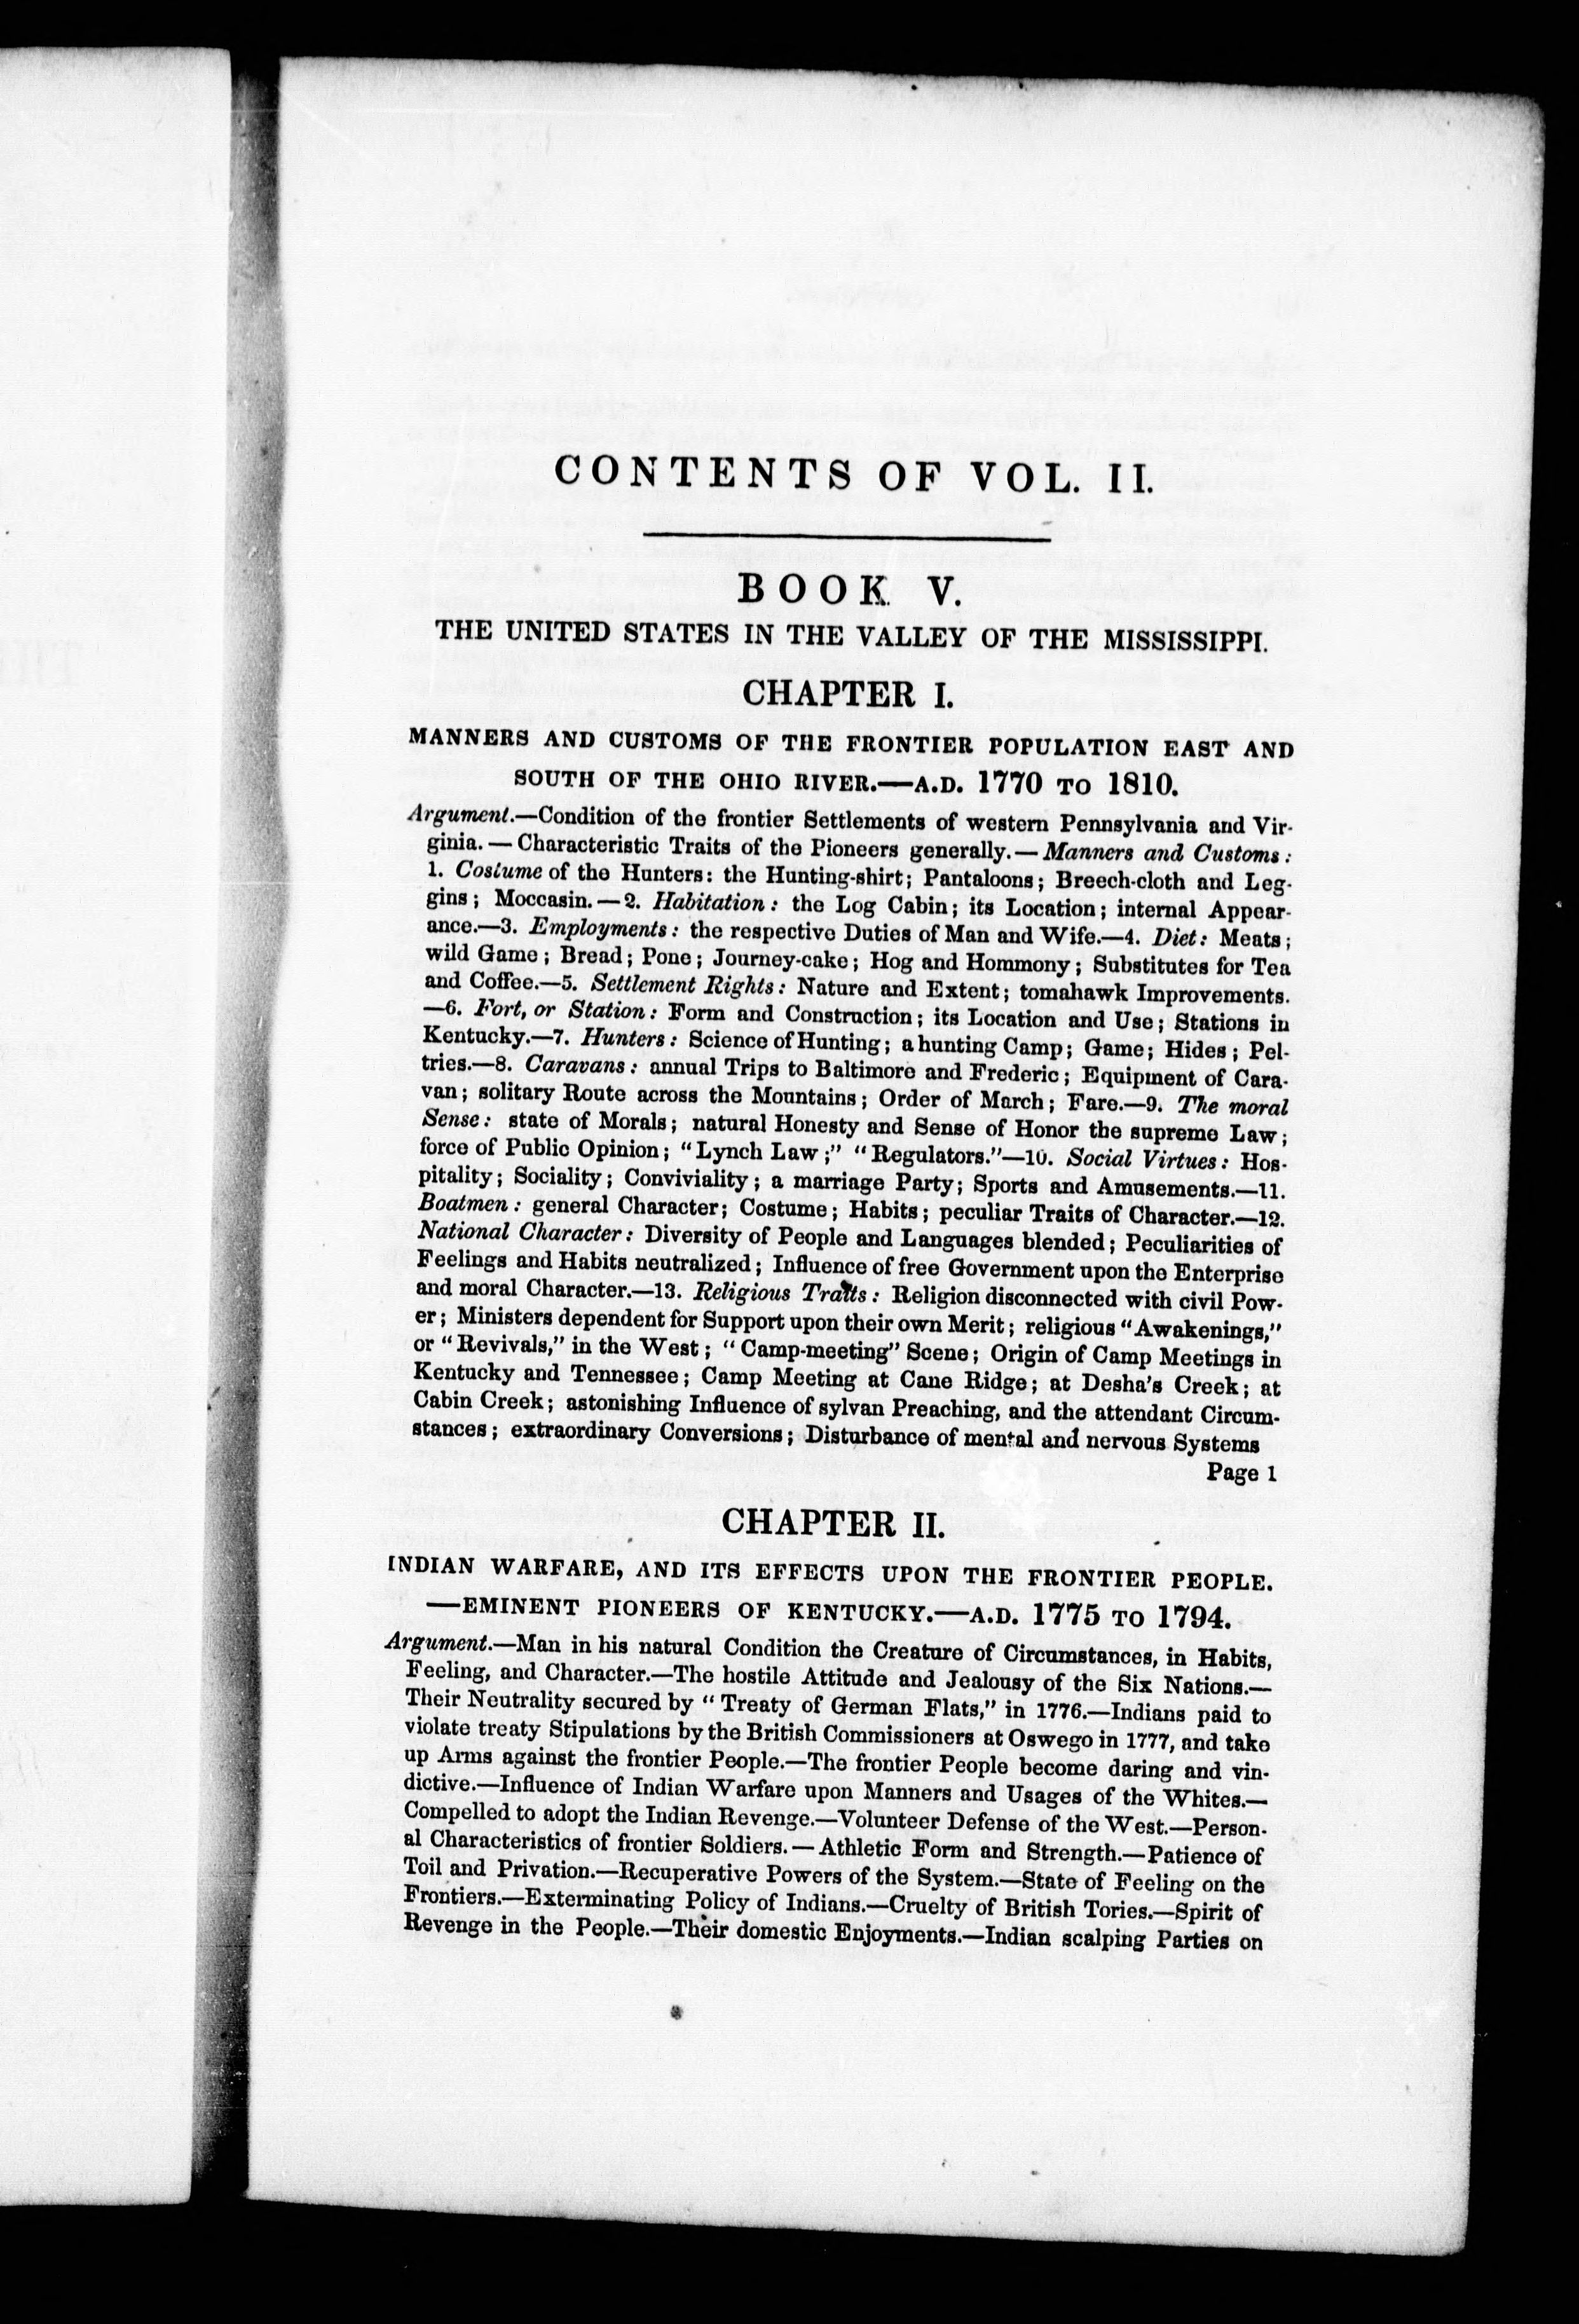 CONTENTS OF VOL. II.
BOOK V.
THE UNITED STATES IN THE VALLEY OF THE MISSISSIPPI.
CHAPTER I.
MANNERS AND CUSTOMS OF THE FRONTIER POPULATION EAST AND
SOUTH OF THE OHIO RIVER.—A.D. 1770 TO 1810.
Argument.—Condition of the frontier Settlements of western Pennsylvania and Vir-
ginia. — Characteristic Traits of the Pioneers generally. — Manners and Customs:
1. Costume of the Hunters: the Hunting-shirt; Pantaloons; Breech-cloth and Leg-
gins; Moccasin. — 2. Habitation: the Log Cabin; its Location; internal Appear-
ance.—3. Employments: the respective Duties of Man and Wife.—4. Diet: Meats;
wild Game; Bread; Pone; Journey-cake; Hog and Hommony; Substitutes for Tea
and Coffee.—5. Settlement Rights: Nature and Extent; tomahawk Improvements.
—6. Fort, or Station: Form and Construction; its Location and Use; Stations in
Kentucky.—7. Hunters: Science of Hunting; a hunting Camp; Game; Hides; Pel-
tries.—8. Caravans: annual Trips to Baltimore and Frederic; Equipment of Cara-
van; solitary Route across the Mountains; Order of March; Fare.—9. The moral
Sense: state of Morals; natural Honesty and Sense of Honor the supreme Law;
force of Public Opinion; "Lynch Law;" "Regulators."—10. Social Virtues: Hos-
pitality; Sociality; Conviviality; a marriage Party; Sports and Amusements.—11.
Boatmen: general Character; Costume; Habits; peculiar Traits of Character.—12.
National Character: Diversity of People and Languages blended; Peculiarities of
Feelings and Habits neutralized; Influence of free Government upon the Enterprise
and moral Character.—13. Religious Traits: Religion disconnected with civil Pow-
er; Ministers dependent for Support upon their own Merit; religious "Awakenings,"
or "Revivals," in the West; "Camp-meeting" Scene; Origin of Camp Meetings in
Kentucky and Tennessee; Camp Meeting at Cane Ridge; at Desha's Creek; at
Cabin Creek; astonishing Influence of sylvan Preaching, and the attendant Circum-
stances; extraordinary Conversions; Disturbance of mental and nervous Systems
Page 1
CHAPTER II.
INDIAN WARFARE, AND ITS EFFECTS UPON THE FRONTIER PEOPLE.
—EMINENT PIONEERS OF KENTUCKY.—A.D. 1775 TO 1794.
Argument.—Man in his natural Condition the Creature of Circumstances, in Habits,
Feeling, and Character.—The hostile Attitude and Jealousy of the Six Nations.—
Their Neutrality secured by "Treaty of German Flats," in 1776.—Indians paid to
violate treaty Stipulations by the British Commissioners at Oswego in 1777, and take
up Arms against the frontier People.—The frontier People become daring and vin-
dictive.—Influence of Indian Warfare upon Manners and Usages of the Whites.—
Compelled to adopt the Indian Revenge.—Volunteer Defense of the West.—Person-
al Characteristics of frontier Soldiers. — Athletic Form and Strength.—Patience of
Toil and Privation.—Recuperative Powers of the System.—State of Feeling on the
Frontiers.—Exterminating Policy of Indians.—Cruelty of British Tories.—Spirit of
Revenge in the People.—Their domestic Enjoyments.—Indian scalping Parties on